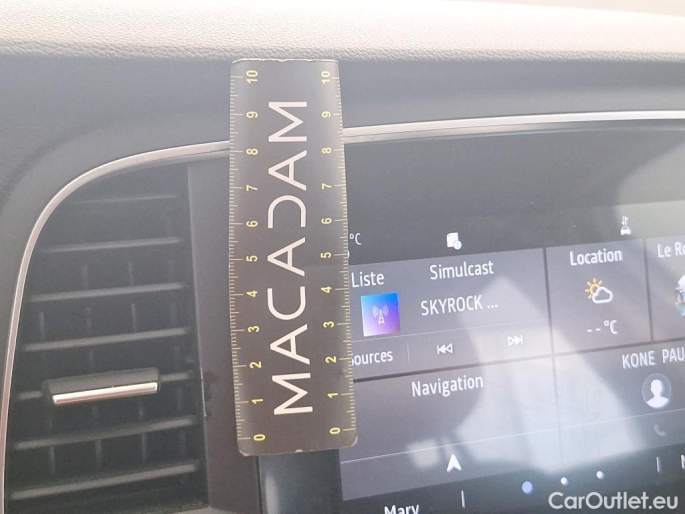 10 9 8 7 6 5 4 3 2 1 0
MACADAM
10 9 8 7 6 5 4 3 2 1 0
°C
Liste
Simulcast
SKYROCK ...
Sources
Location
--°C
Navigation
KONE PAU
CarOutlet.eu